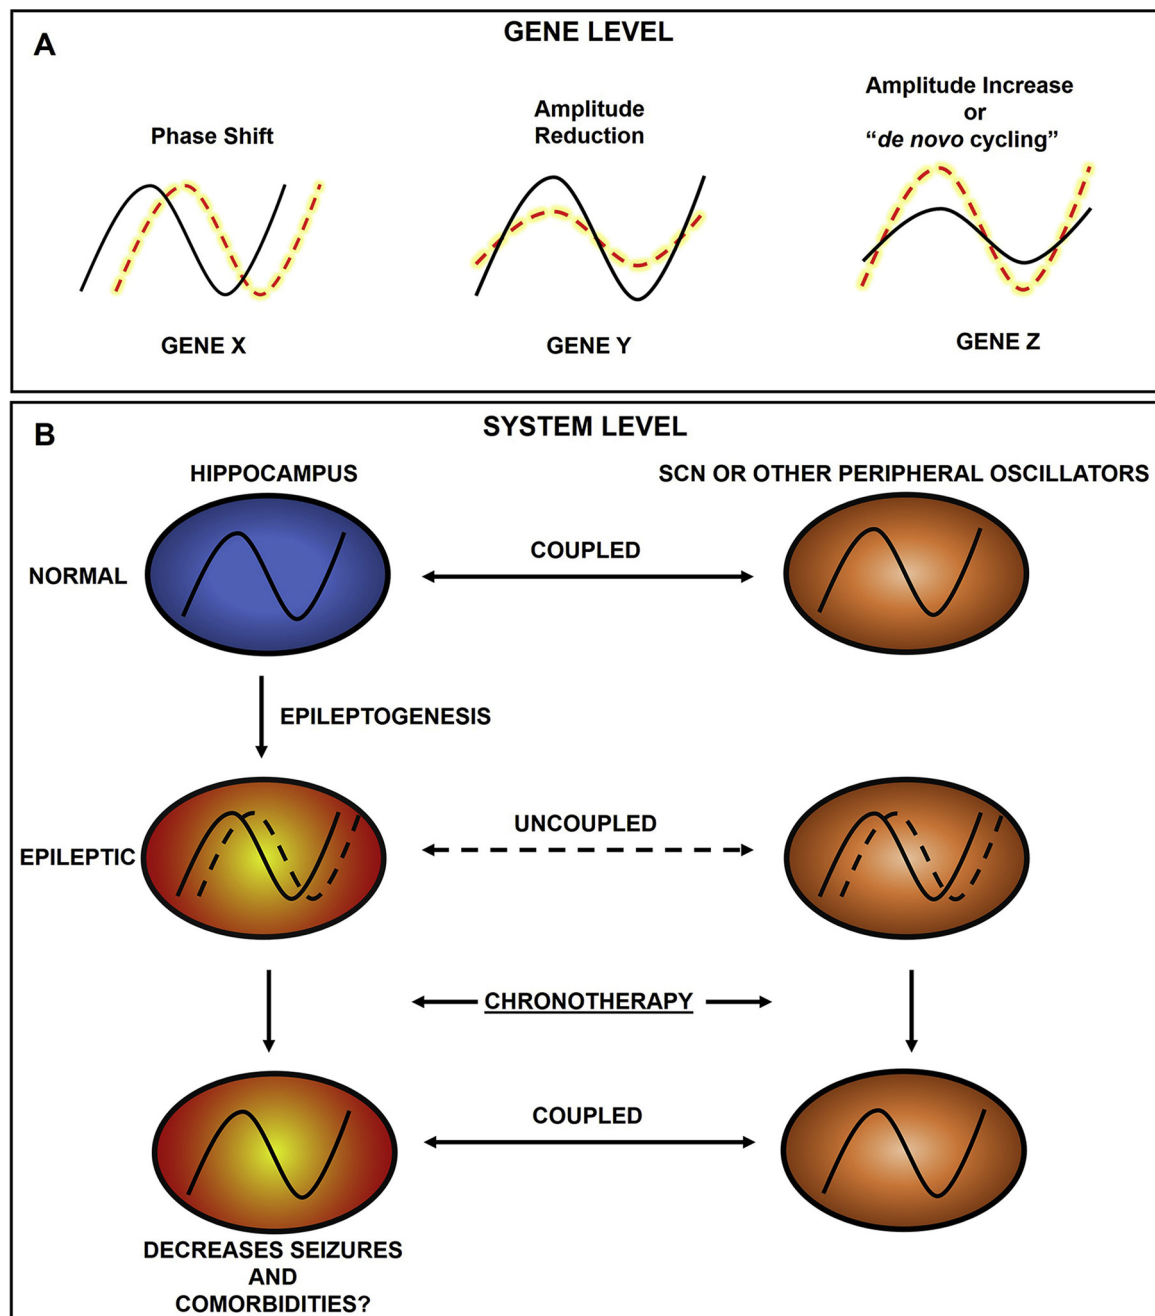 A
GENE LEVEL
Phase Shift
Amplitude
Reduction
Amplitude Increase
or
“de novo cycling”
GENE X
GENE Y
GENE Z
B
SYSTEM LEVEL
HIPPOCAMPUS
SCN OR OTHER PERIPHERAL OSCILLATORS
NORMAL
COUPLED
EPILEPTOGENESIS
EPILEPTIC
UNCOUPLED
CHRONOTHERAPY
COUPLED
DECREASES SEIZURES
AND
COMORBIDITIES?